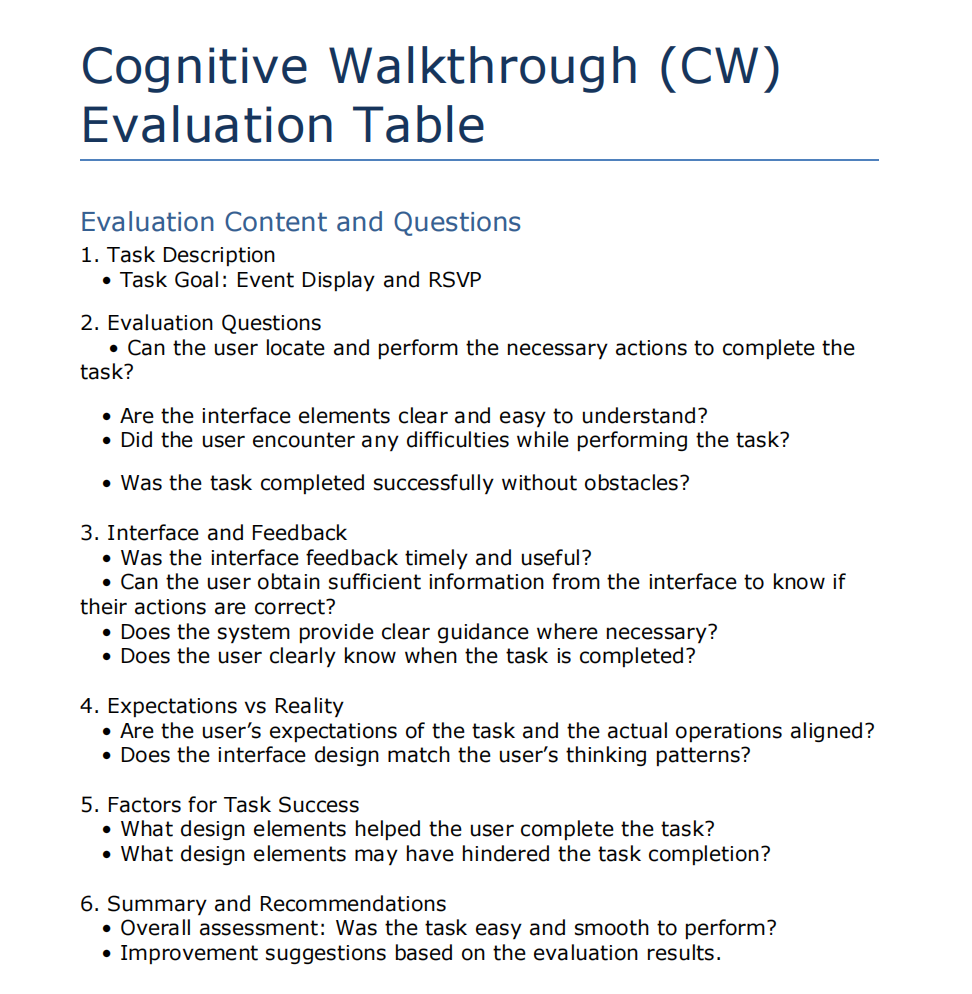 Cognitive Walkthrough (CW)
Evaluation Table
Evaluation Content and Questions
1. Task Description
• Task Goal: Event Display and RSVP
2. Evaluation Questions
• Can the user locate and perform the necessary actions to complete the
task?
• Are the interface elements clear and easy to understand?
• Did the user encounter any difficulties while performing the task?
• Was the task completed successfully without obstacles?
3. Interface and Feedback
• Was the interface feedback timely and useful?
• Can the user obtain sufficient information from the interface to know if
their actions are correct?
• Does the system provide clear guidance where necessary?
• Does the user clearly know when the task is completed?
4. Expectations vs Reality
• Are the user’s expectations of the task and the actual operations aligned?
• Does the interface design match the user’s thinking patterns?
5. Factors for Task Success
• What design elements helped the user complete the task?
• What design elements may have hindered the task completion?
6. Summary and Recommendations
• Overall assessment: Was the task easy and smooth to perform?
• Improvement suggestions based on the evaluation results.